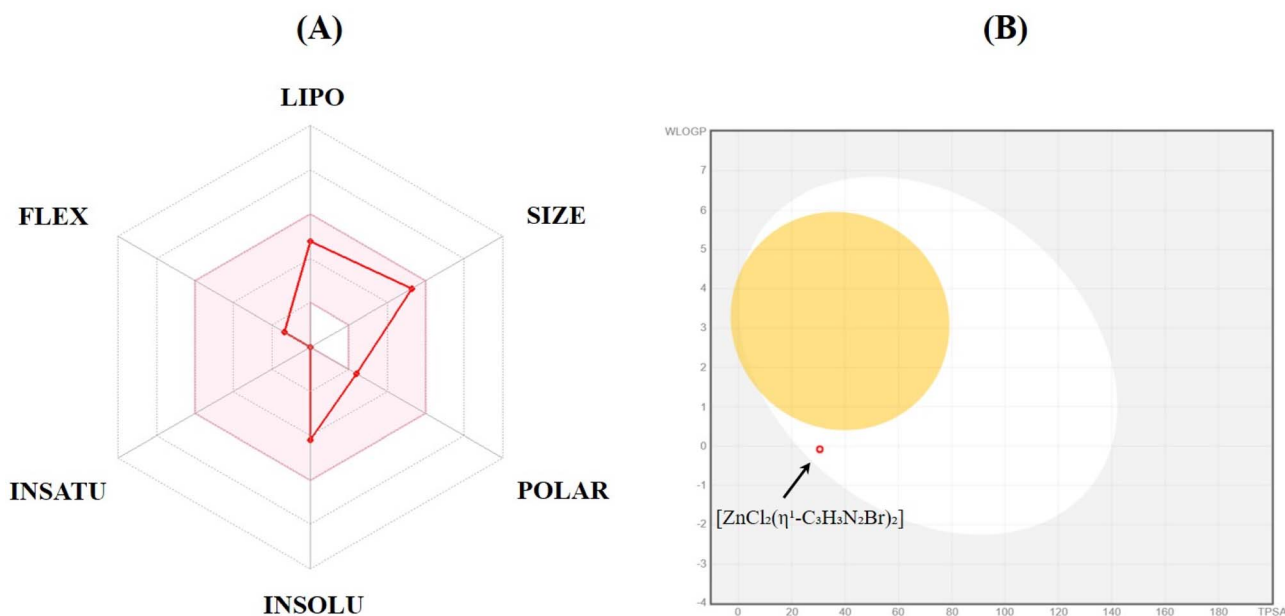 (A)
(B)
LIPO
FLEX
SIZE
INSATU
POLAR
INSOLU
WLOGP
7
6
5
4
3
2
1
0
-1
[ZnCl₂(η¹-C₃H₃N₂Br)₂]
-2
-3
-4
0 20 40 60 80 100 120 140 160 180 TPSA